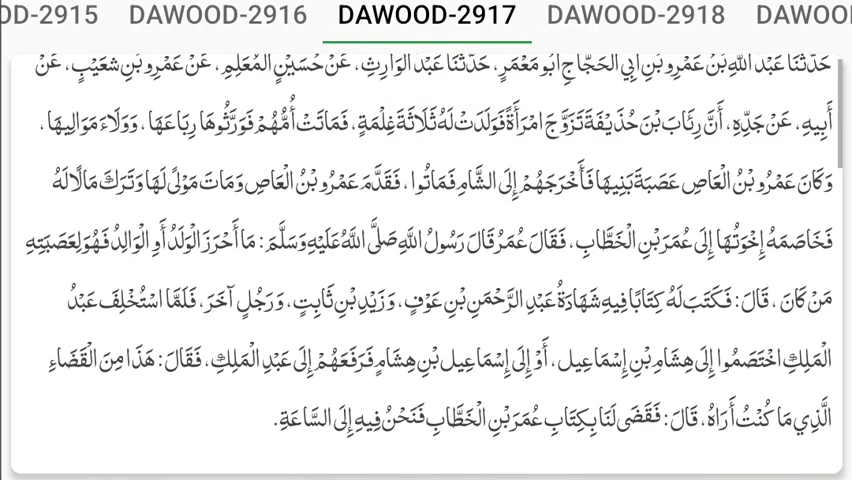 OD-2915 DAWOOD-2916 DAWOOD-2917 DAWOOD-2918 DAWOO
حَدَّثَنَا عَبْدُ اللَّهِ بْنُ عَمْرِو بْنِ أَبِي الْحَجَّاجِ أَبُو مَعْمَرٍ، حَدَّثَنَا عَبْدُ الْوَارِثِ، عَنْ حُسَيْنٍ الْمُعَلِّمِ، عَنْ عَمْرِو بْنِ شُعَيْبٍ، عَنْ
أَبِيهِ، عَنْ جَدِّهِ، أَنَّ رِئَابَ بْنَ حُذَيْفَةَ تَزَوَّجَ امْرَأَةً فَوَلَدَتْ لَهُ ثَلَاثَةَ غِلْمَةٍ، فَمَاتَتْ أُمُّهُمْ فَوَرَّثُوهَا رِبَاعَهَا، وَوَلَاءَ مَوَالِيهَا،
وَكَانَ عَمْرُو بْنُ الْعَاصِ عَصَبَةَ بَنِيهَا فَأَخْرَجَهُمْ إِلَى الشَّامِ فَمَاتُوا، فَقَدَّمَ عَمْرُو بْنُ الْعَاصِ وَمَاتَ مَوْلًى لَهَا وَتَرَكَ مَالًا لَهُ
فَخَاصَمَهُ إِخْوَتُهَا إِلَى عُمَرَ بْنِ الْخَطَّابِ، فَقَالَ عُمَرُ قَالَ رَسُولُ اللَّهِ صَلَّى اللَّهُ عَلَيْهِ وَسَلَّمَ: مَا أَحْرَزَ الْوَلَدُ أَوِ الْوَالِدُ فَهُوَ لِعَصَبَتِهِ
مَنْ كَانَ، قَالَ: فَكَتَبَ لَهُ كِتَابًا فِيهِ شَهَادَةُ عَبْدِ الرَّحْمَنِ بْنِ عَوْفٍ، وَزَيْدِ بْنِ ثَابِتٍ، وَرَجُلٍ آخَرَ، فَلَمَّا اسْتُخْلِفَ عَبْدُ
الْمَلِكِ اخْتَصَمُوا إِلَى هِشَامِ بْنِ إِسْمَاعِيل، أَوْ إِلَى إِسْمَاعِيل بْنِ هِشَامٍ فَرَفَعَهُمْ إِلَى عَبْدِ الْمَلِكِ، فَقَالَ: هَذَا مِنَ الْقَضَاءِ
الَّذِي مَا كُنْتُ أَرَاهُ، قَالَ: فَقَضَى لَنَا بِكِتَابِ عُمَرَ بْنِ الْخَطَّابِ فَنَحْنُ فِيهِ إِلَى السَّاعَةِ.